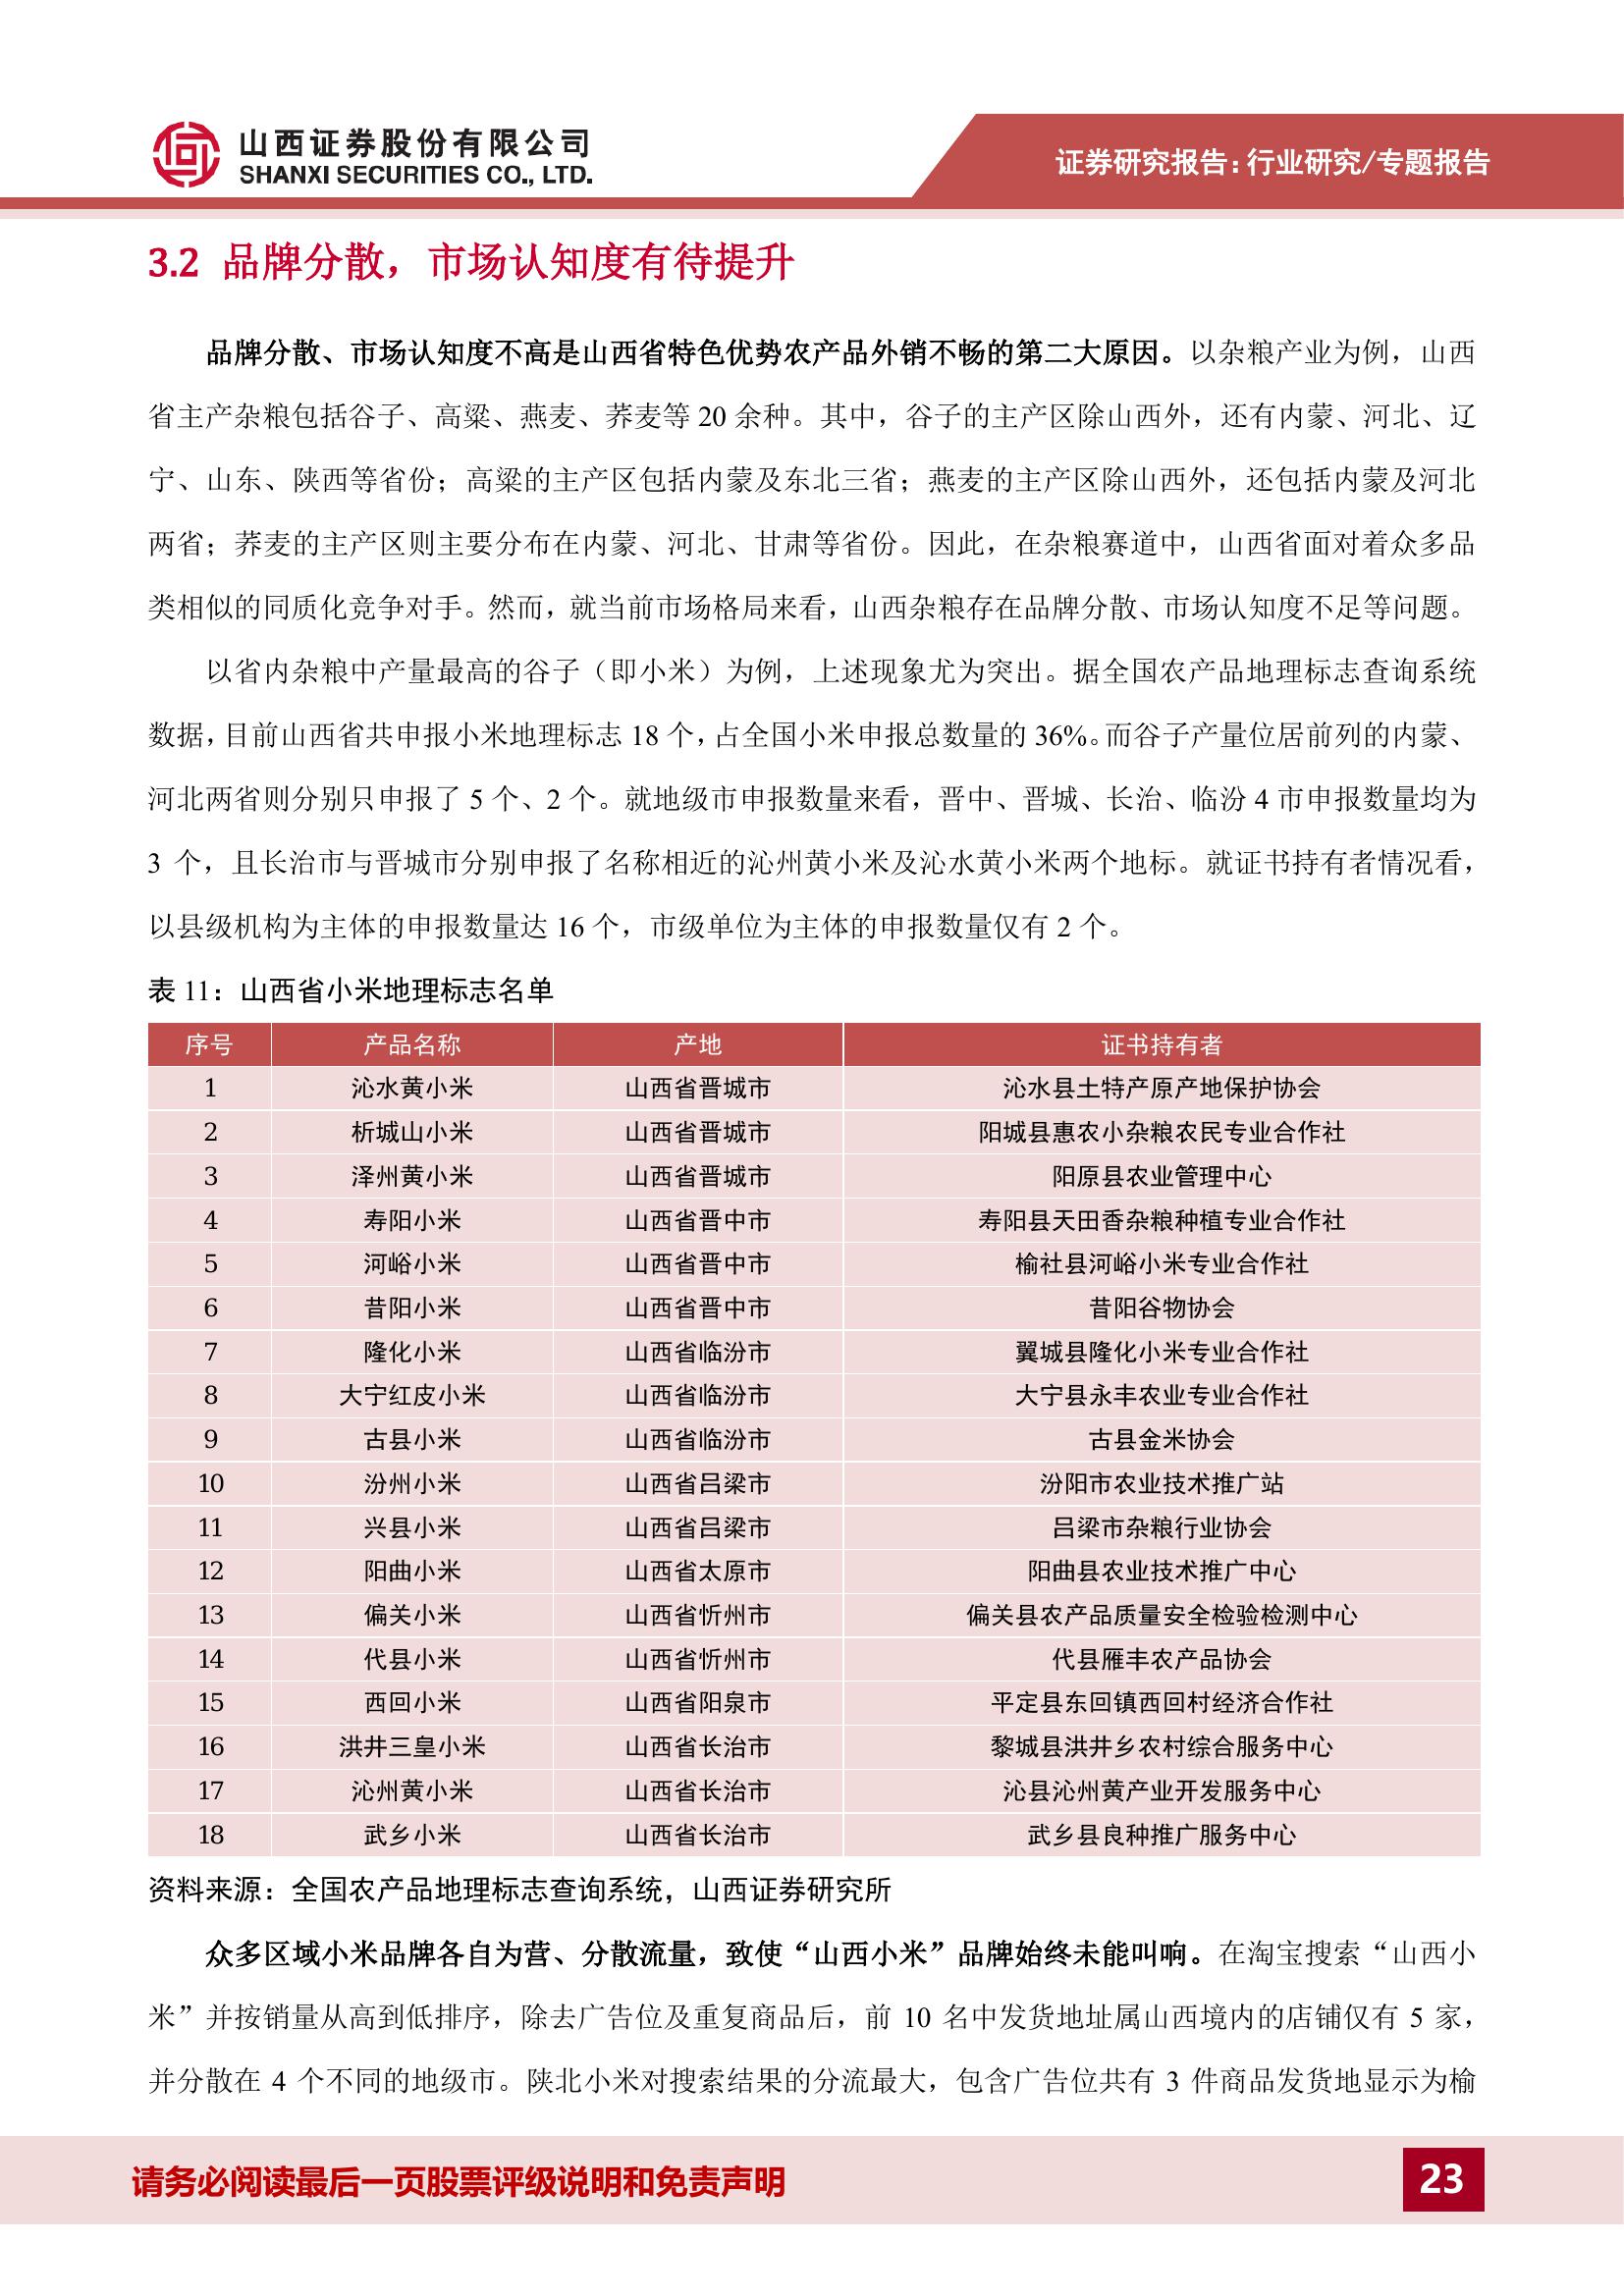 山西证券股份有限公司
SHANXI SECURITIES CO., LTD.
证券研究报告：行业研究/专题报告
3.2 品牌分散，市场认知度有待提升
品牌分散、市场认知度不高是山西省特色优势农产品外销不畅的第二大原因。以杂粮产业为例，山西
省主产杂粮包括谷子、高粱、燕麦、荞麦等 20 余种。其中，谷子的主产区除山西外，还有内蒙、河北、辽
宁、山东、陕西等省份；高粱的主产区包括内蒙及东北三省；燕麦的主产区除山西外，还包括内蒙及河北
两省；荞麦的主产区则主要分布在内蒙、河北、甘肃等省份。因此，在杂粮赛道中，山西省面对着众多品
类相似的同质化竞争对手。然而，就当前市场格局来看，山西杂粮存在品牌分散、市场认知度不足等问题。
以省内杂粮中产量最高的谷子（即小米）为例，上述现象尤为突出。据全国农产品地理标志查询系统
数据，目前山西省共申报小米地理标志 18 个，占全国小米申报总数量的 36%。而谷子产量位居前列的内蒙、
河北两省则分别只申报了 5 个、2 个。就地级市申报数量来看，晋中、晋城、长治、临汾 4 市申报数量均为
3 个，且长治市与晋城市分别申报了名称相近的沁州黄小米及沁水黄小米两个地标。就证书持有者情况看，
以县级机构为主体的申报数量达 16 个，市级单位为主体的申报数量仅有 2 个。
表 11：山西省小米地理标志名单
序号 产品名称 产地 证书持有者
1 沁水黄小米 山西省晋城市 沁水县土特产原产地保护协会
2 析城山小米 山西省晋城市 阳城县惠农小杂粮农民专业合作社
3 泽州黄小米 山西省晋城市 阳原县农业管理中心
4 寿阳小米 山西省晋中市 寿阳县天田香杂粮种植专业合作社
5 河峪小米 山西省晋中市 榆社县河峪小米专业合作社
6 昔阳小米 山西省晋中市 昔阳谷物协会
7 隆化小米 山西省临汾市 翼城县隆化小米专业合作社
8 大宁红皮小米 山西省临汾市 大宁县永丰农业专业合作社
9 古县小米 山西省临汾市 古县金米协会
10 汾州小米 山西省吕梁市 汾阳市农业技术推广站
11 兴县小米 山西省吕梁市 吕梁市杂粮行业协会
12 阳曲小米 山西省太原市 阳曲县农业技术推广中心
13 偏关小米 山西省忻州市 偏关县农产品质量安全检验检测中心
14 代县小米 山西省忻州市 代县雁丰农产品协会
15 西回小米 山西省阳泉市 平定县东回镇西回村经济合作社
16 洪井三皇小米 山西省长治市 黎城县洪井乡农村综合服务中心
17 沁州黄小米 山西省长治市 沁县沁州黄产业开发服务中心
18 武乡小米 山西省长治市 武乡县良种推广服务中心
资料来源：全国农产品地理标志查询系统，山西证券研究所
众多区域小米品牌各自为营、分散流量，致使“山西小米”品牌始终未能叫响。在淘宝搜索“山西小
米”并按销量从高到低排序，除去广告位及重复商品后，前 10 名中发货地址属山西境内的店铺仅有 5 家，
并分散在 4 个不同的地级市。陕北小米对搜索结果的分流最大，包含广告位共有 3 件商品发货地显示为榆
请务必阅读最后一页股票评级说明和免责声明
23